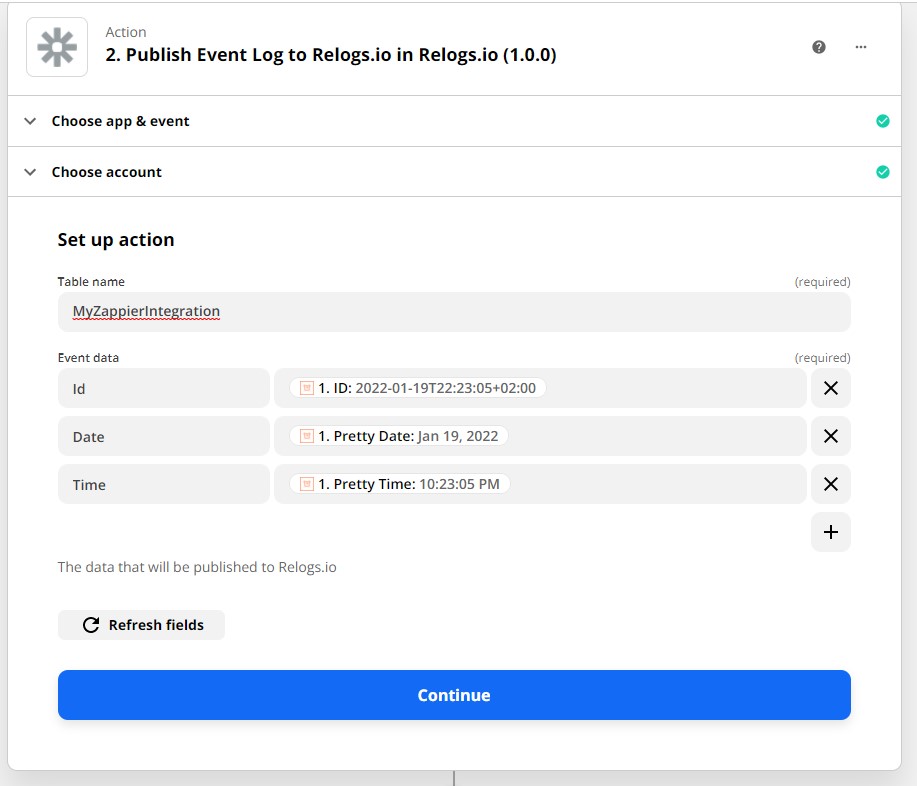 Action
2. Publish Event Log to Relogs.io in Relogs.io (1.0.0)
Choose app & event
Choose account
Set up action
Table name (required)
MyZappierIntegration
Event data (required)
Id 1. ID: 2022-01-19T22:23:05+02:00
Date 1. Pretty Date: Jan 19, 2022
Time 1. Pretty Time: 10:23:05 PM
The data that will be published to Relogs.io
Refresh fields
Continue